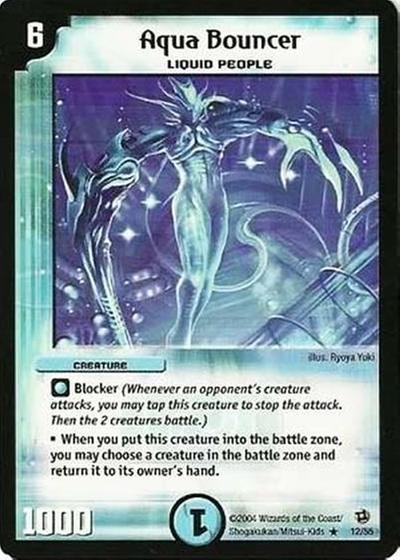 6
Aqua Bouncer
LIQUID PEOPLE
illus. Ryoya Yuki
CREATURE
Blocker (Whenever an opponent's creature
attacks, you may tap this creature to stop the attack.
Then the 2 creatures battle.)
▪ When you put this creature into the battle zone,
you may choose a creature in the battle zone and
return it to its owner's hand.
1000
1
©2004 Wizards of the Coast/
Shogakukan/Mitsui-Kids ★ 12/55